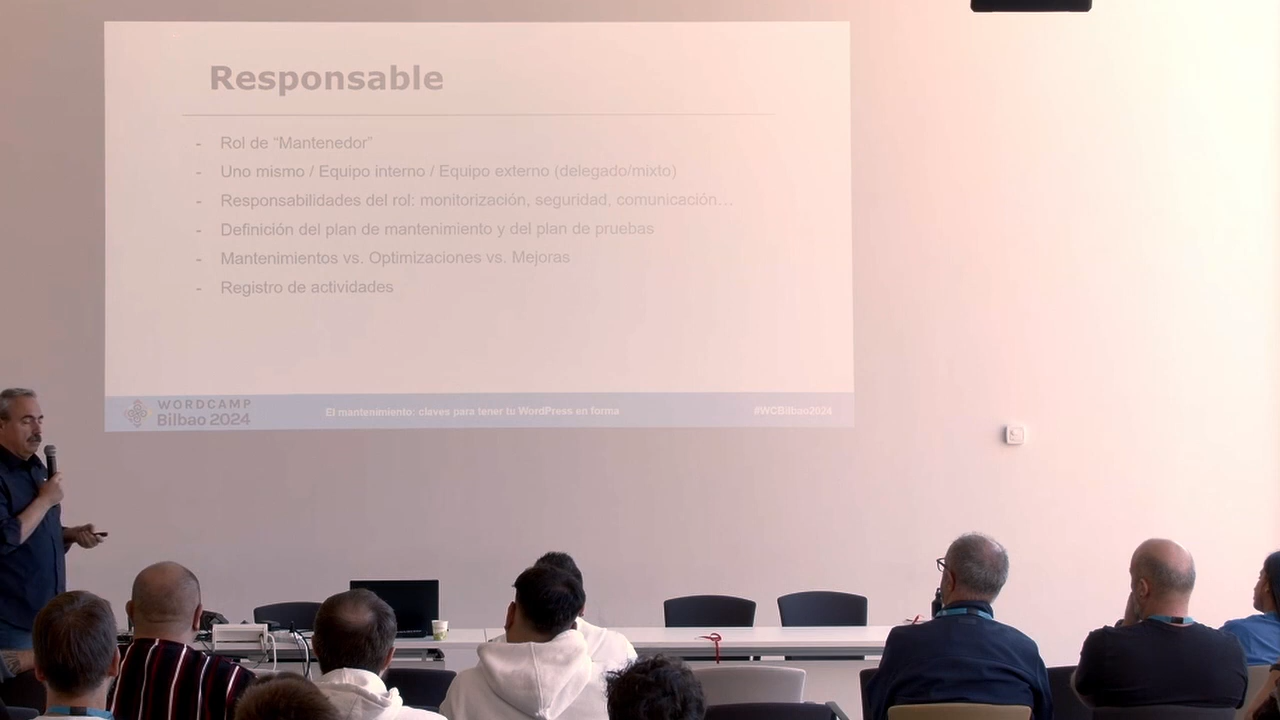 Responsable
- Rol de “Mantenedor”
- Uno mismo / Equipo interno / Equipo externo (delegado/mixto)
- Responsabilidades del rol: monitorización, seguridad, comunicación…
- Definición del plan de mantenimiento y del plan de pruebas
- Mantenimientos vs. Optimizaciones vs. Mejoras
- Registro de actividades
WORDCAMP
Bilbao 2024
El mantenimiento: claves para tener tu WordPress en forma
#WCBilbao2024